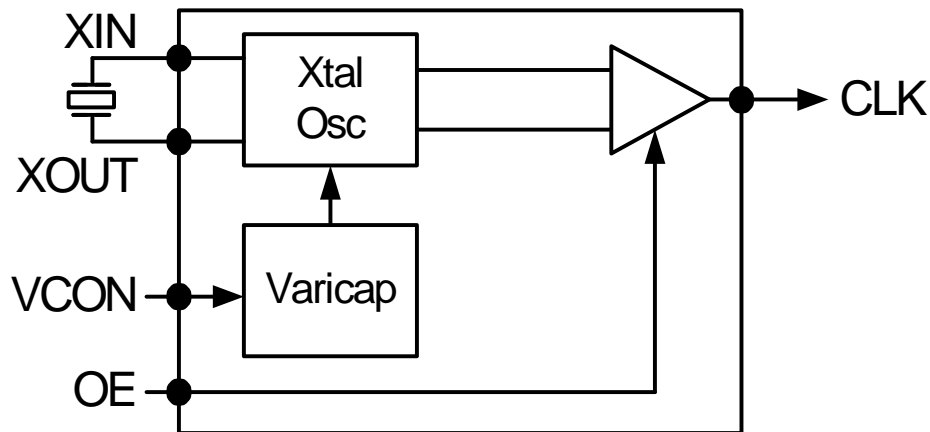 XIN
Xtal
Osc
CLK
XOUT
VCON
Varicap
OE